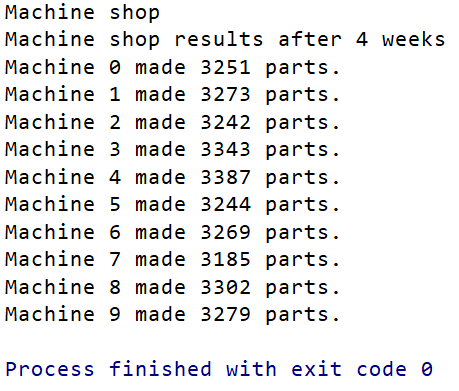 Machine shop
Machine shop results after 4 weeks
Machine 0 made 3251 parts.
Machine 1 made 3273 parts.
Machine 2 made 3242 parts.
Machine 3 made 3343 parts.
Machine 4 made 3387 parts.
Machine 5 made 3244 parts.
Machine 6 made 3269 parts.
Machine 7 made 3185 parts.
Machine 8 made 3302 parts.
Machine 9 made 3279 parts.
Process finished with exit code 0